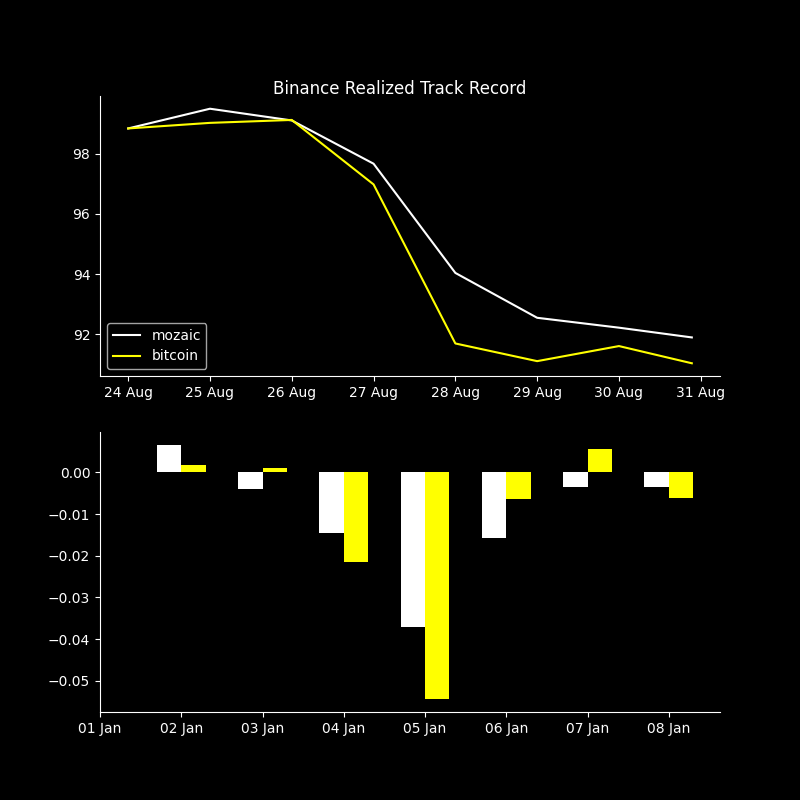 Binance Realized Track Record
98
96
94
92
mozaic
bitcoin
24 Aug 25 Aug 26 Aug 27 Aug 28 Aug 29 Aug 30 Aug 31 Aug
0.00
−0.01
−0.02
−0.03
−0.04
−0.05
01 Jan 02 Jan 03 Jan 04 Jan 05 Jan 06 Jan 07 Jan 08 Jan